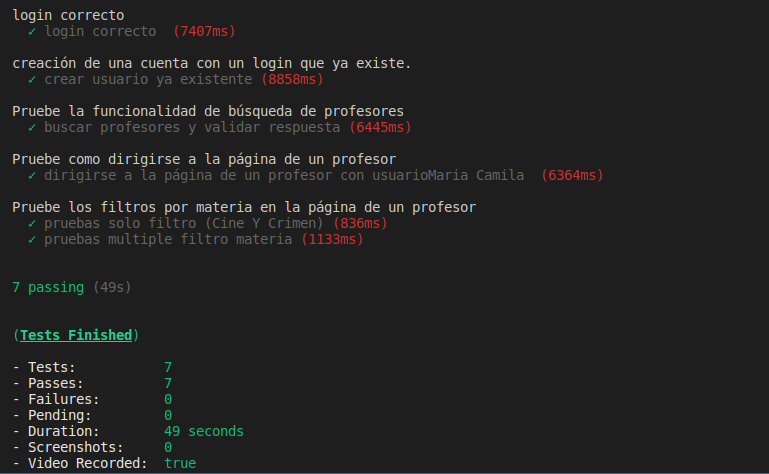 login correcto
✓ login correcto (7407ms)
creación de una cuenta con un login que ya existe.
✓ crear usuario ya existente (8858ms)
Pruebe la funcionalidad de búsqueda de profesores
✓ buscar profesores y validar respuesta (6445ms)
Pruebe como dirigirse a la página de un profesor
✓ dirigirse a la página de un profesor con usuarioMaria Camila (6364ms)
Pruebe los filtros por materia en la página de un profesor
✓ pruebas solo filtro (Cine Y Crimen) (836ms)
✓ pruebas multiple filtro materia (1133ms)
7 passing (49s)
(Tests Finished)
- Tests: 7
- Passes: 7
- Failures: 0
- Pending: 0
- Duration: 49 seconds
- Screenshots: 0
- Video Recorded: true